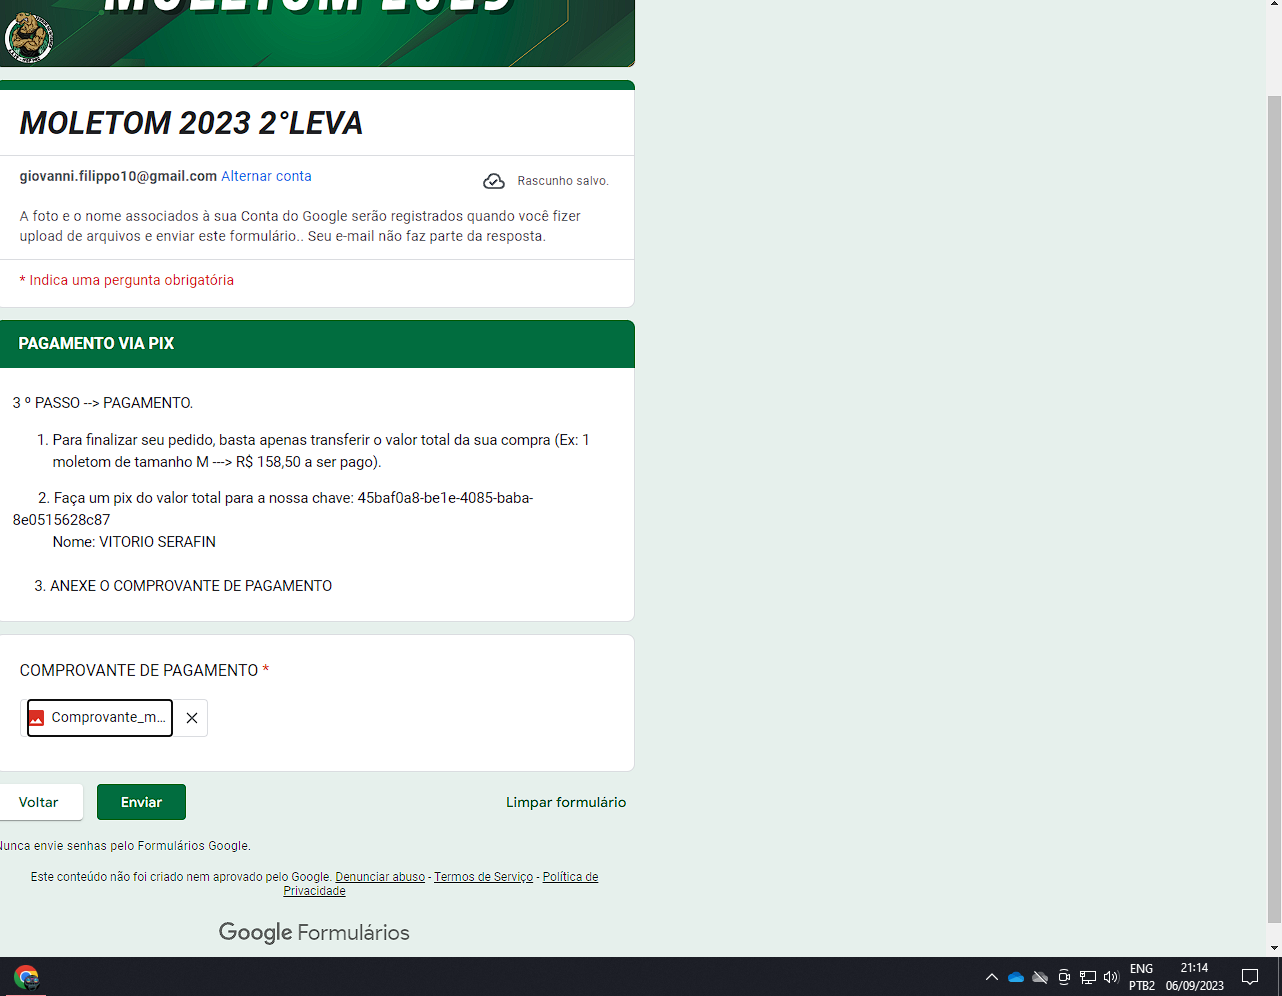 MOLETOM 2023
MOLETOM 2023 2°LEVA
giovanni.filippo10@gmail.com Alternar conta
Rascunho salvo.
A foto e o nome associados à sua Conta do Google serão registrados quando você fizer
upload de arquivos e enviar este formulário.. Seu e-mail não faz parte da resposta.
* Indica uma pergunta obrigatória
PAGAMENTO VIA PIX
3 º PASSO --> PAGAMENTO.
1. Para finalizar seu pedido, basta apenas transferir o valor total da sua compra (Ex: 1
moletom de tamanho M ---> R$ 158,50 a ser pago).
2. Faça um pix do valor total para a nossa chave: 45baf0a8-be1e-4085-baba-
8e0515628c87
Nome: VITORIO SERAFIN
3. ANEXE O COMPROVANTE DE PAGAMENTO
COMPROVANTE DE PAGAMENTO *
Comprovante_m...
Voltar
Enviar
Limpar formulário
Nunca envie senhas pelo Formulários Google.
Este conteúdo não foi criado nem aprovado pelo Google. Denunciar abuso - Termos de Serviço - Política de
Privacidade
Google Formulários
ENG
PTB2
21:14
06/09/2023